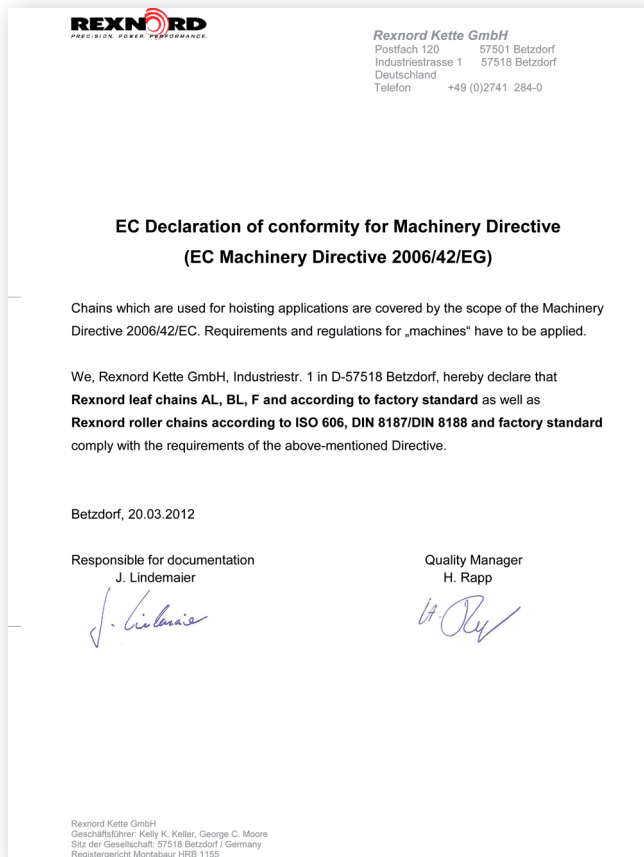 REXNORD
PRECISION. POWER. PERFORMANCE.
Rexnord Kette GmbH
Postfach 120 57501 Betzdorf
Industriestrasse 1 57518 Betzdorf
Deutschland
Telefon +49 (0)2741 284-0
EC Declaration of conformity for Machinery Directive
(EC Machinery Directive 2006/42/EG)
Chains which are used for hoisting applications are covered by the scope of the Machinery
Directive 2006/42/EC. Requirements and regulations for „machines“ have to be applied.
We, Rexnord Kette GmbH, Industriestr. 1 in D-57518 Betzdorf, hereby declare that
Rexnord leaf chains AL, BL, F and according to factory standard as well as
Rexnord roller chains according to ISO 606, DIN 8187/DIN 8188 and factory standard
comply with the requirements of the above-mentioned Directive.
Betzdorf, 20.03.2012
Responsible for documentation Quality Manager
J. Lindemaier H. Rapp
Rexnord Kette GmbH
Geschäftsführer: Kelly K. Keller, George C. Moore
Sitz der Gesellschaft: 57518 Betzdorf / Germany
Registergericht Montabaur HRB 1155